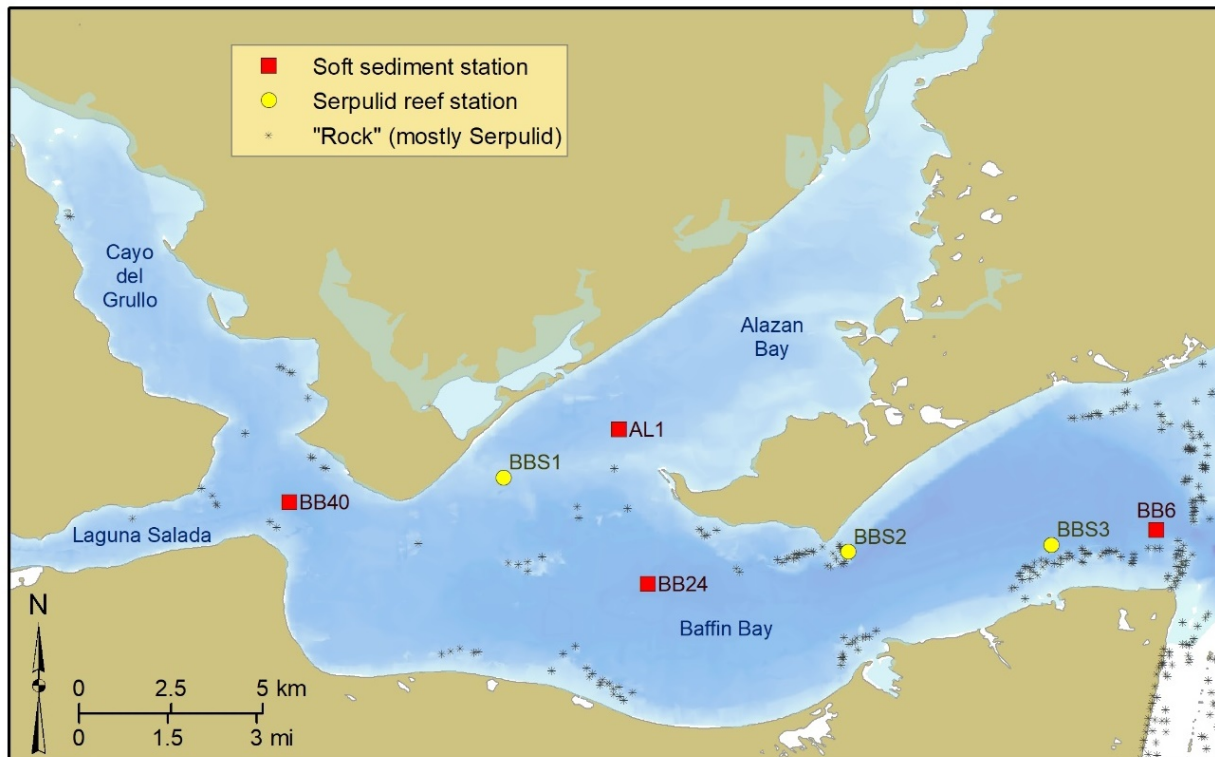 Soft sediment station
Serpulid reef station
"Rock" (mostly Serpulid)
Cayo
del
Grullo
Alazan
Bay
AL1
BBS1
BB40
BB6
Laguna Salada
BBS2
BBS3
BB24
Baffin Bay
N
0 2.5 5 km
0 1.5 3 mi